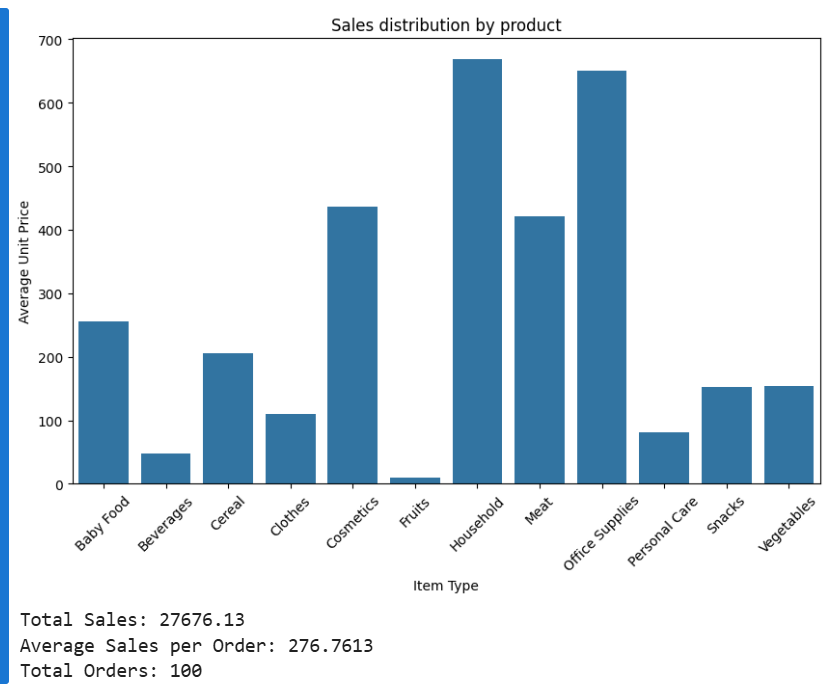 Sales distribution by product
700
600
500
400
300
200
100
0
Average Unit Price
Baby Food
Beverages
Cereal
Clothes
Cosmetics
Fruits
Household
Meat
Office Supplies
Personal Care
Snacks
Vegetables
Item Type
Total Sales: 27676.13
Average Sales per Order: 276.7613
Total Orders: 100